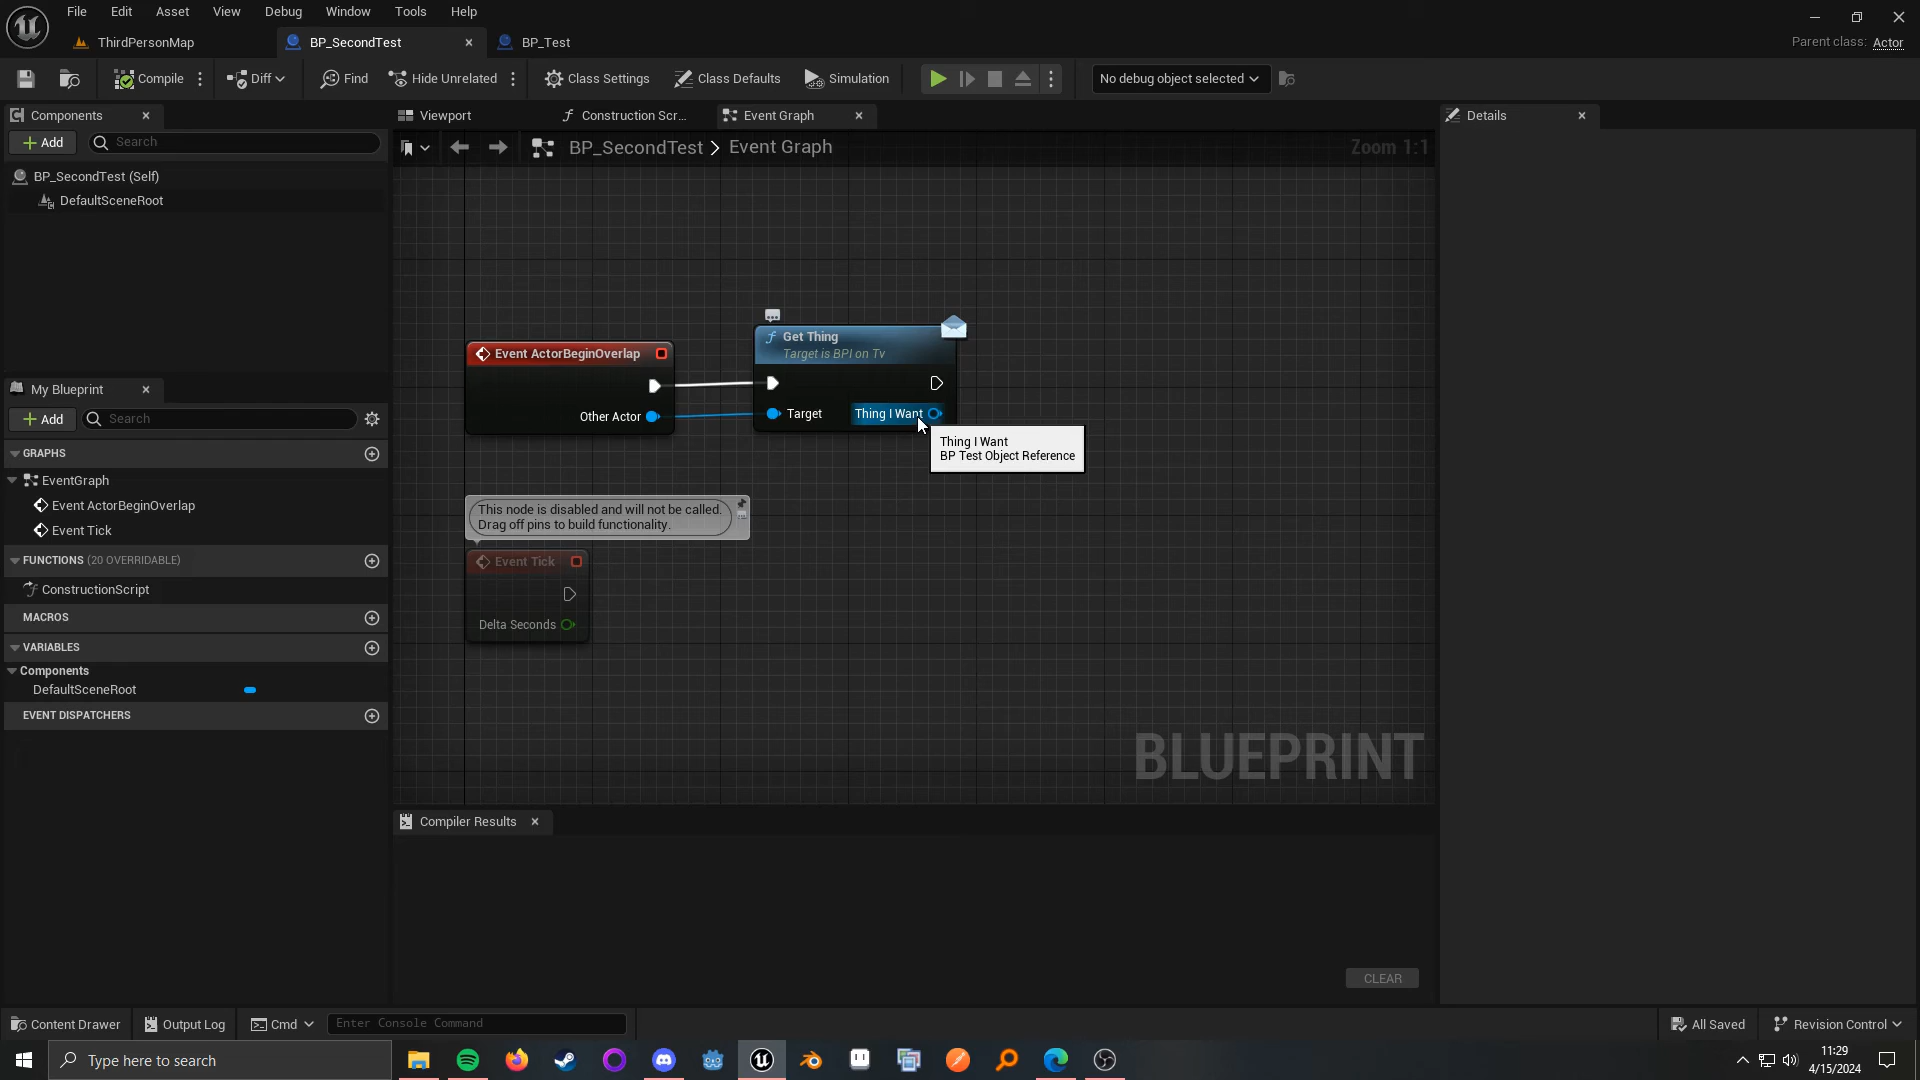 File Edit Asset View Debug Window Tools Help
ThirdPersonMap BP_SecondTest BP_Test
Parent class: Actor
Compile Diff Find Hide Unrelated Class Settings Class Defaults Simulation No debug object selected
Components Viewport Construction Scr... Event Graph Details
Add Search
BP_SecondTest > Event Graph Zoom 1:1
BP_SecondTest (Self)
DefaultSceneRoot
Get Thing
Target is BPI on Tv
Event ActorBeginOverlap
Other Actor Target Thing I Want
Thing I Want
BP Test Object Reference
My Blueprint
Add Search
GRAPHS
EventGraph
Event ActorBeginOverlap
Event Tick
FUNCTIONS (20 OVERRIDABLE)
ConstructionScript
MACROS
VARIABLES
Components
DefaultSceneRoot
EVENT DISPATCHERS
This node is disabled and will not be called.
Drag off pins to build functionality.
Event Tick
Delta Seconds
BLUEPRINT
Compiler Results
CLEAR
Content Drawer Output Log Cmd Enter Console Command All Saved Revision Control
Type here to search
11:29
4/15/2024